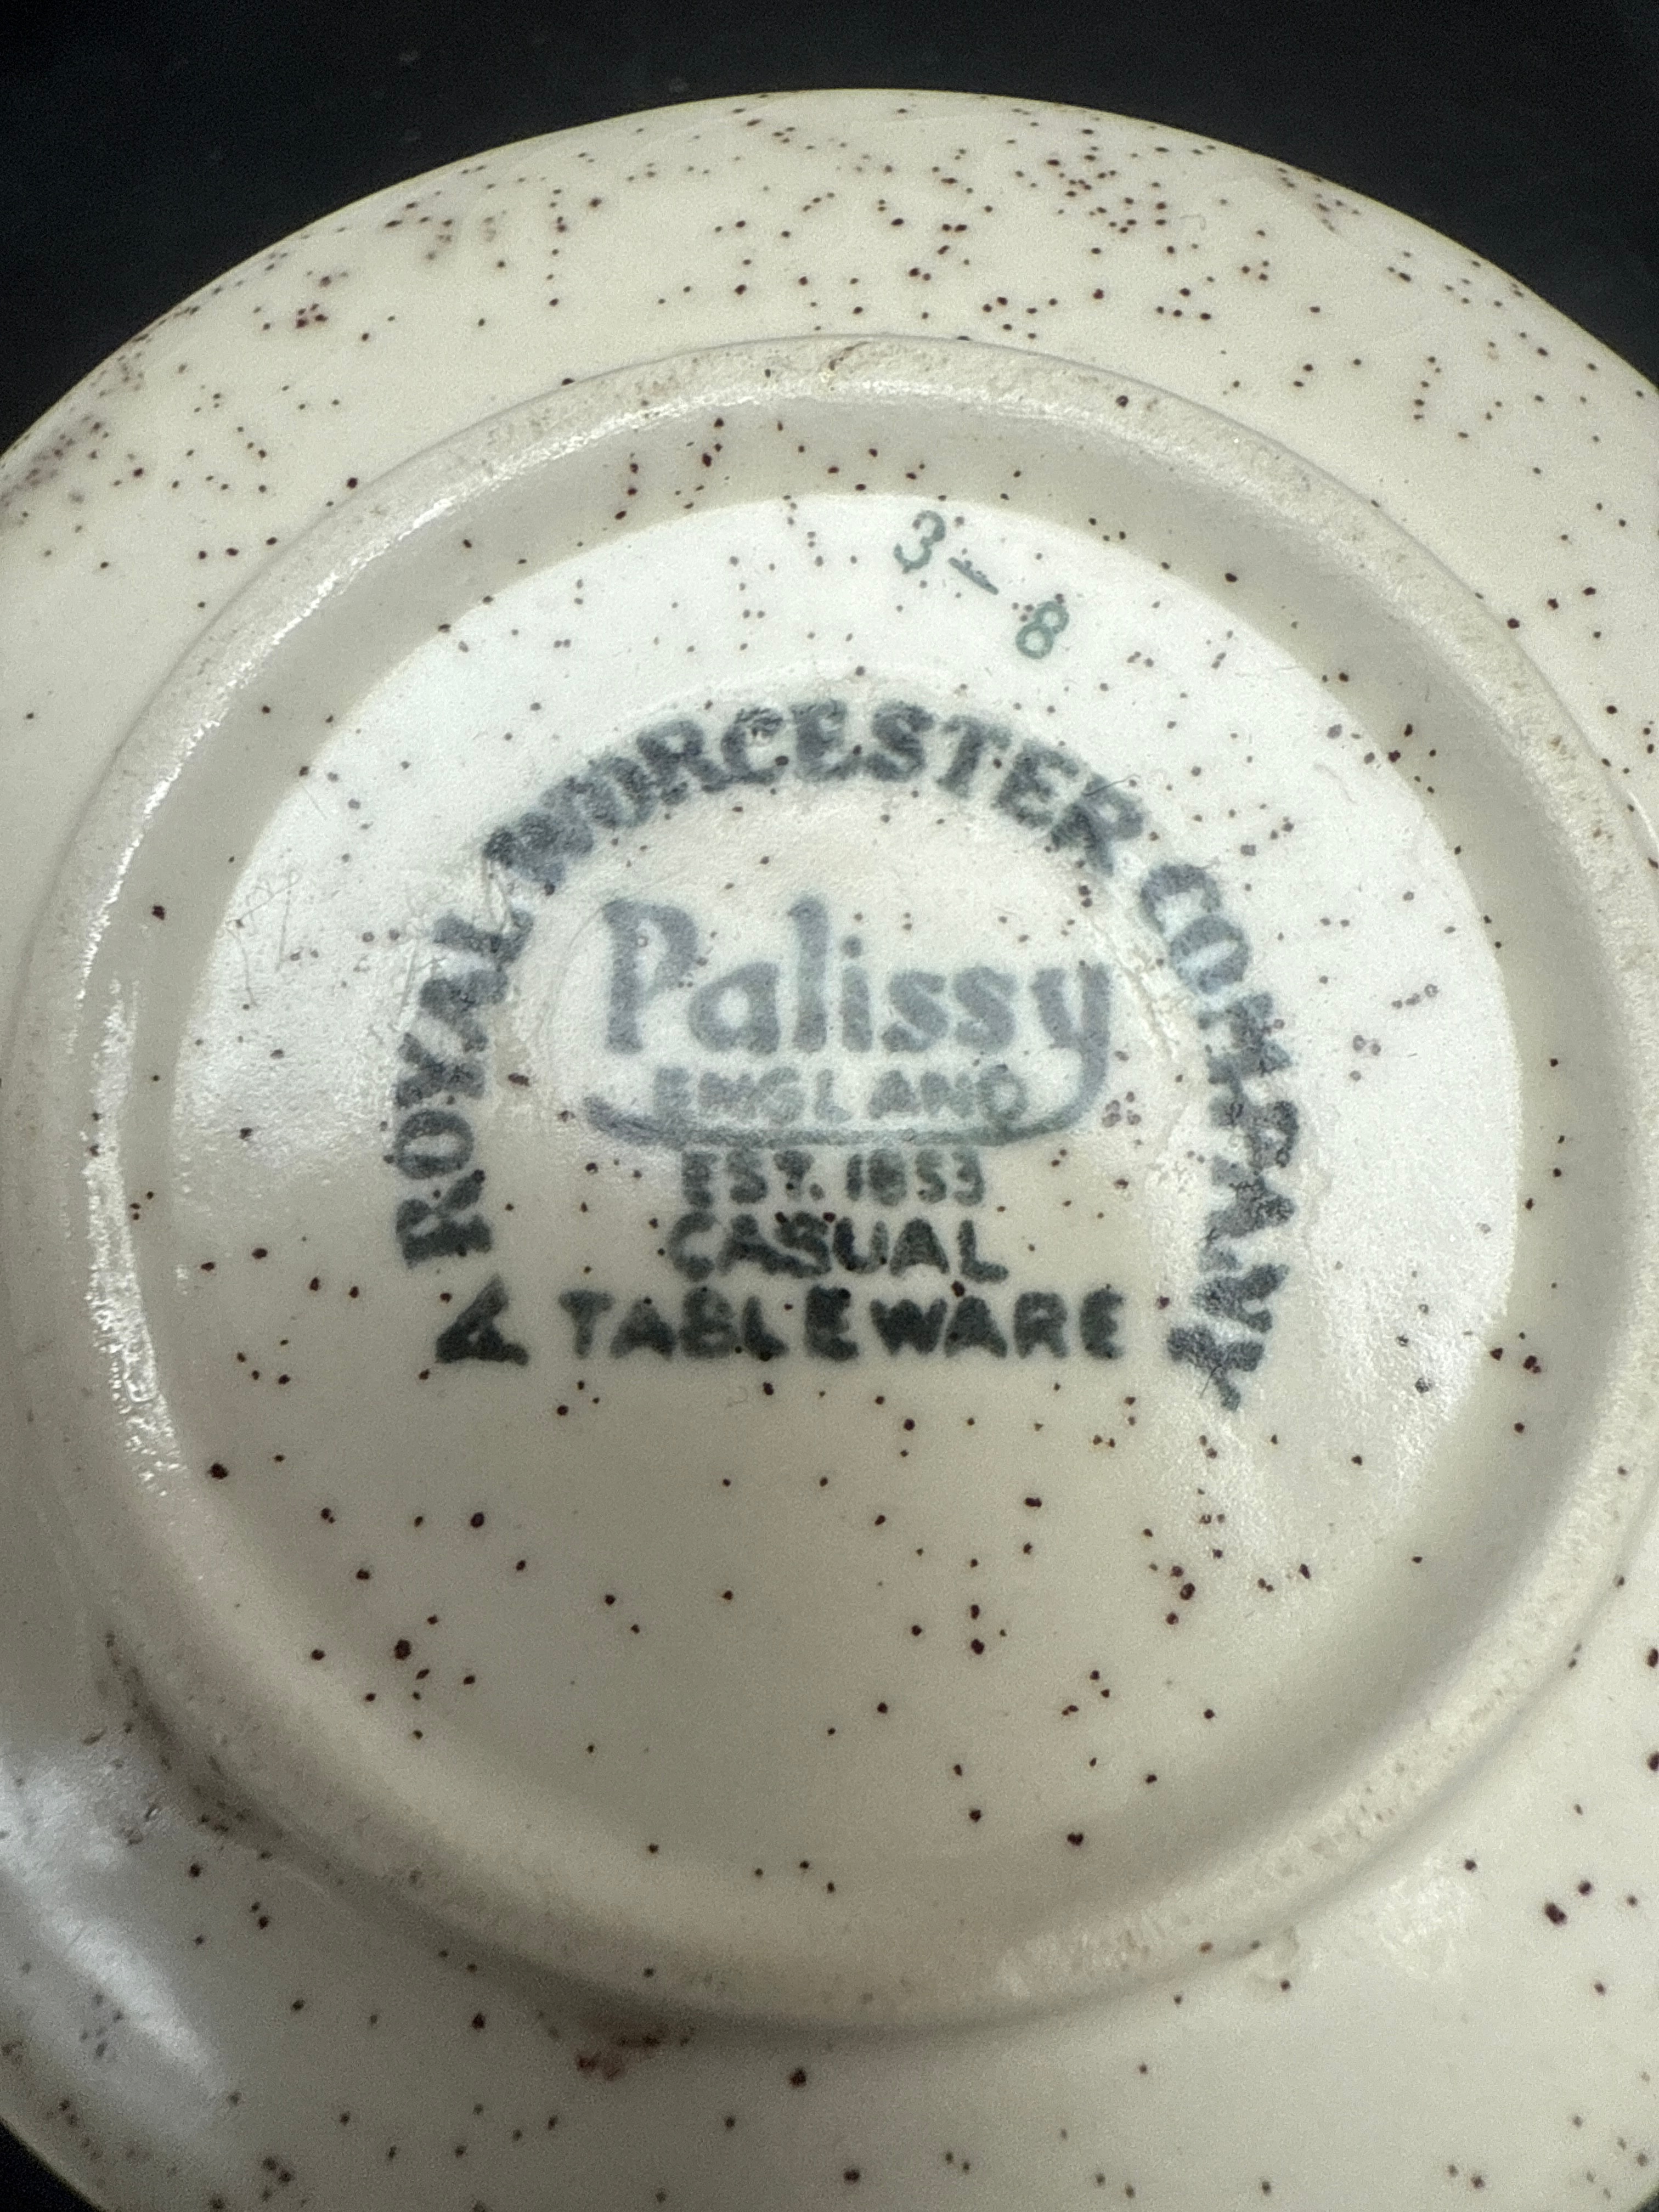 3-8
A ROYAL WORCESTER COMPANY
Palissy
ENGLAND
EST. 1853
CASUAL
TABLEWARE